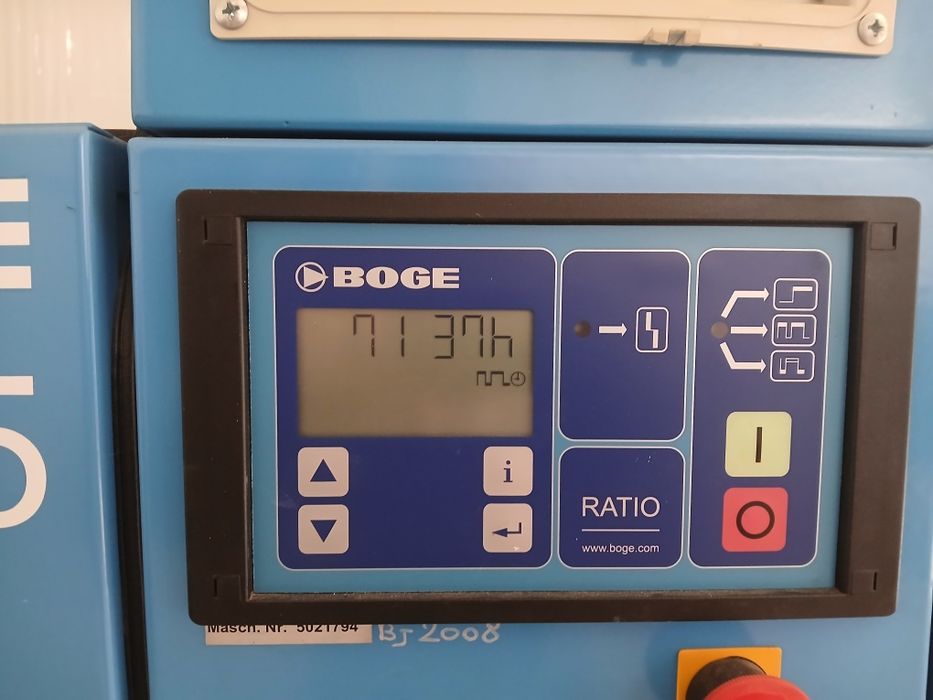 BOGE
7137h
i
I
O
RATIO
www.boge.com
Masch. Nr. 5021794
BJ 2008